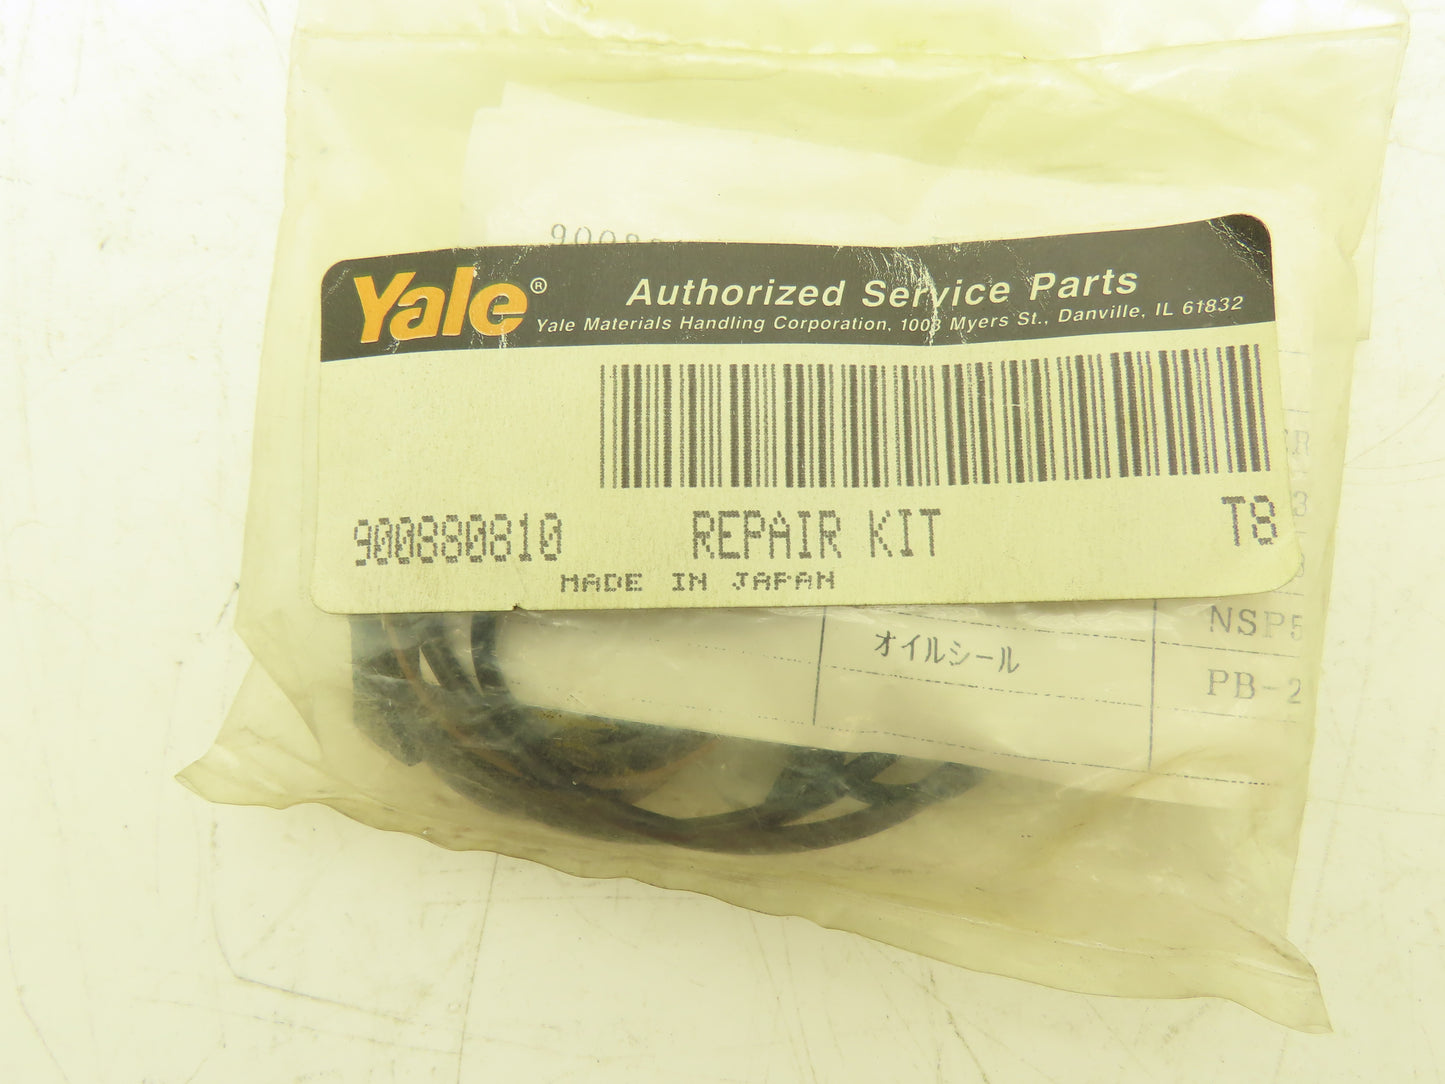 Yale®
Authorized Service Parts
Yale Materials Handling Corporation, 1003 Myers St., Danville, IL 61832
900880810 REPAIR KIT T8
MADE IN JAPAN
NSP5
オイルシール
PB-2